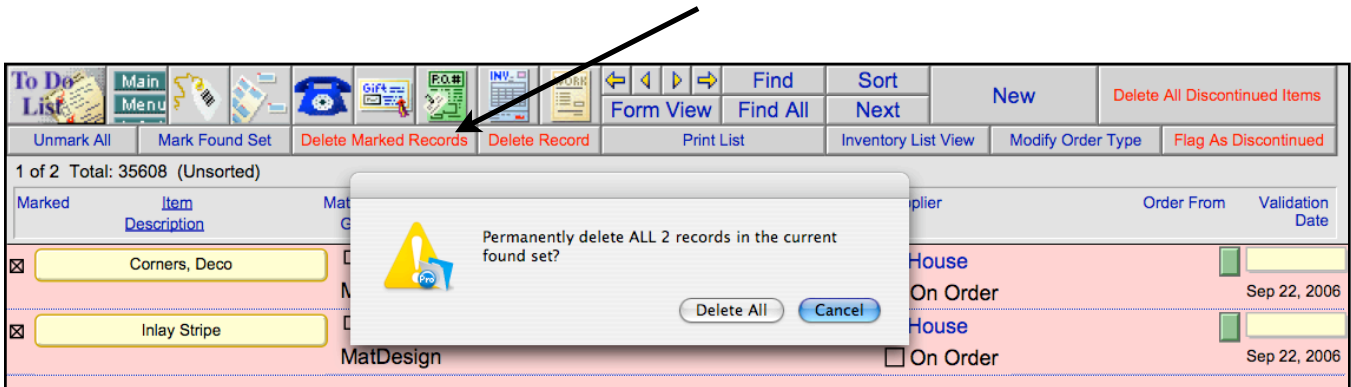 To Do
List
Main
Menu
Gift
P.O.#
INV.
Find
Sort
New
Delete All Discontinued Items
Form View
Find All
Next
Unmark All
Mark Found Set
Delete Marked Records
Delete Record
Print List
Inventory List View
Modify Order Type
Flag As Discontinued
1 of 2 Total: 35608 (Unsorted)
Marked
Item
Description
Order From
Validation
Date
Permanently delete ALL 2 records in the current
found set?
Pro
Delete All
Cancel
Corners, Deco
House
On Order
Sep 22, 2006
Inlay Stripe
House
MatDesign
On Order
Sep 22, 2006